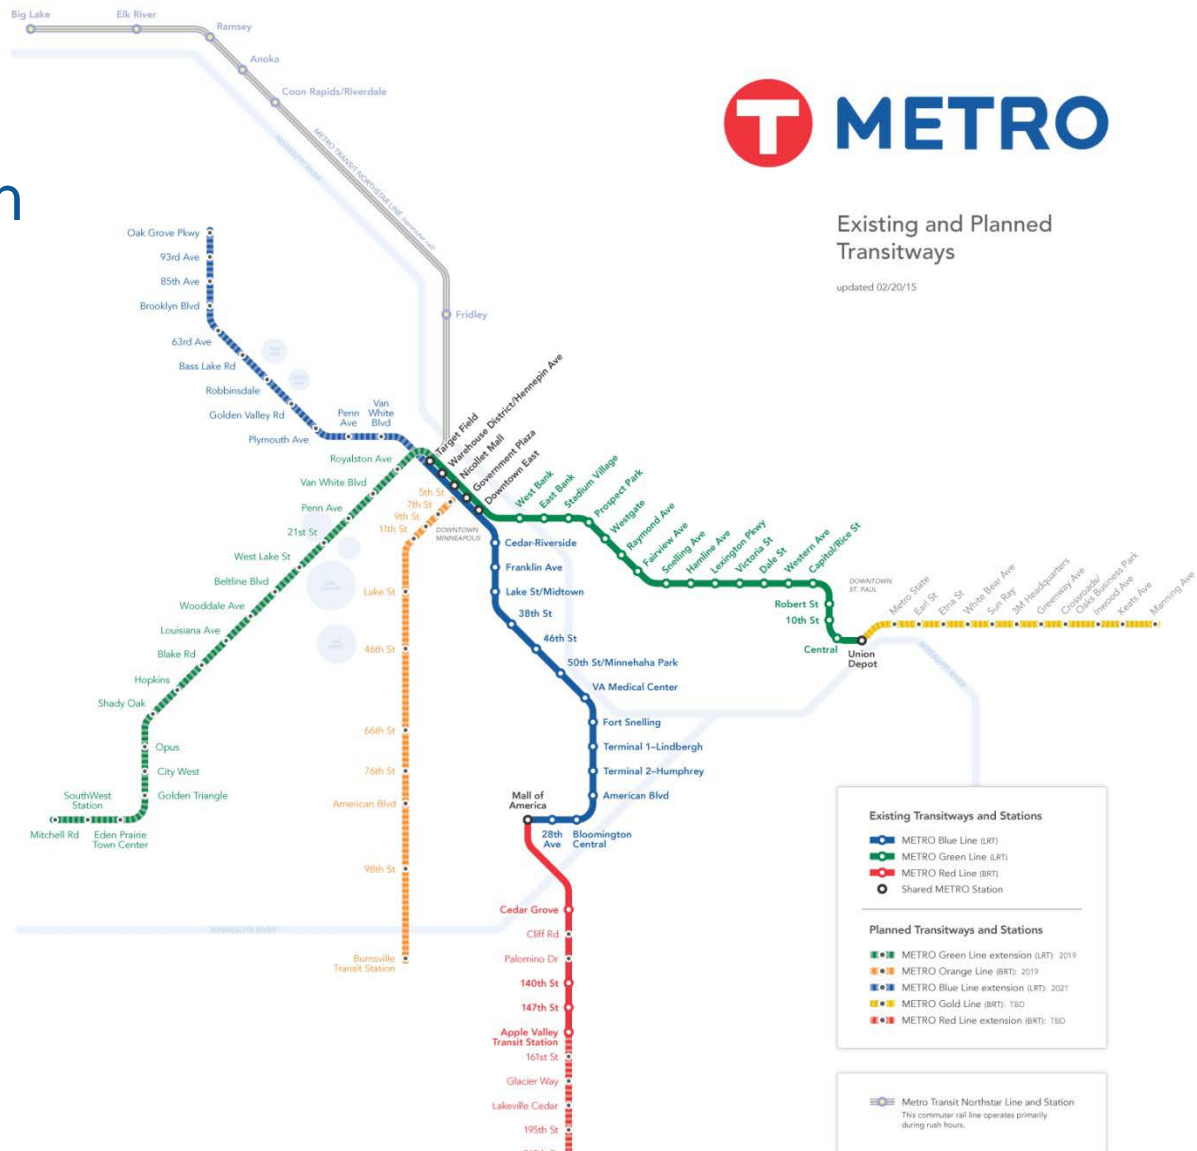 Big Lake
Elk River
Ramsey
Anoka
Coon Rapids/Riverdale
METRO TRANSIT NORTHSTAR LINE (commuter rail)
MISSISSIPPI RIVER
Fridley
T METRO
Existing and Planned
Transitways
updated 02/20/15
n
Oak Grove Pkwy
93rd Ave
85th Ave
Brooklyn Blvd
63rd Ave
Bass Lake Rd
Robbinsdale
Golden Valley Rd
Plymouth Ave
Penn
Ave
Van
White
Blvd
Target Field
Warehouse District/Hennepin Ave
Nicollet Mall
Government Plaza
Downtown East
Royalston Ave
Van White Blvd
Penn Ave
21st St
West Lake St
Beltline Blvd
Wooddale Ave
Louisiana Ave
Blake Rd
Hopkins
Shady Oak
Opus
City West
Golden Triangle
SouthWest
Station
Mitchell Rd
Eden Prairie
Town Center
5th St
7th St
9th St
11th St
DOWNTOWN
MINNEAPOLIS
Lake St
46th St
66th St
76th St
American Blvd
98th St
Burnsville
Transit Station
MINNESOTA RIVER
West Bank
East Bank
Stadium Village
Prospect Park
Westgate
Raymond Ave
Fairview Ave
Snelling Ave
Hamline Ave
Lexington Pkwy
Victoria St
Dale St
Western Ave
Capitol/Rice St
Robert St
10th St
Central
Union
Depot
DOWNTOWN
ST. PAUL
Metro State
Earl St
Etna St
White Bear Ave
Sun Ray
3M Headquarters
Greenway Ave
Crossroads/
Oaks Business Park
Inwood Ave
Keats Ave
Manning Ave
MISSISSIPPI RIVER
Cedar-Riverside
Franklin Ave
Lake St/Midtown
38th St
46th St
50th St/Minnehaha Park
VA Medical Center
Fort Snelling
Terminal 1–Lindbergh
Terminal 2–Humphrey
American Blvd
Mall of
America
28th
Ave
Bloomington
Central
Cedar Grove
Cliff Rd
Palomino Dr
140th St
147th St
Apple Valley
Transit Station
161st St
Glacier Way
Lakeville Cedar
195th St
Existing Transitways and Stations
METRO Blue Line (LRT)
METRO Green Line (LRT)
METRO Red Line (BRT)
Shared METRO Station
Planned Transitways and Stations
METRO Green Line extension (LRT): 2019
METRO Orange Line (BRT): 2019
METRO Blue Line extension (LRT): 2021
METRO Gold Line (BRT): TBD
METRO Red Line extension (BRT): TBD
Metro Transit Northstar Line and Station
This commuter rail line operates primarily
during rush hours.